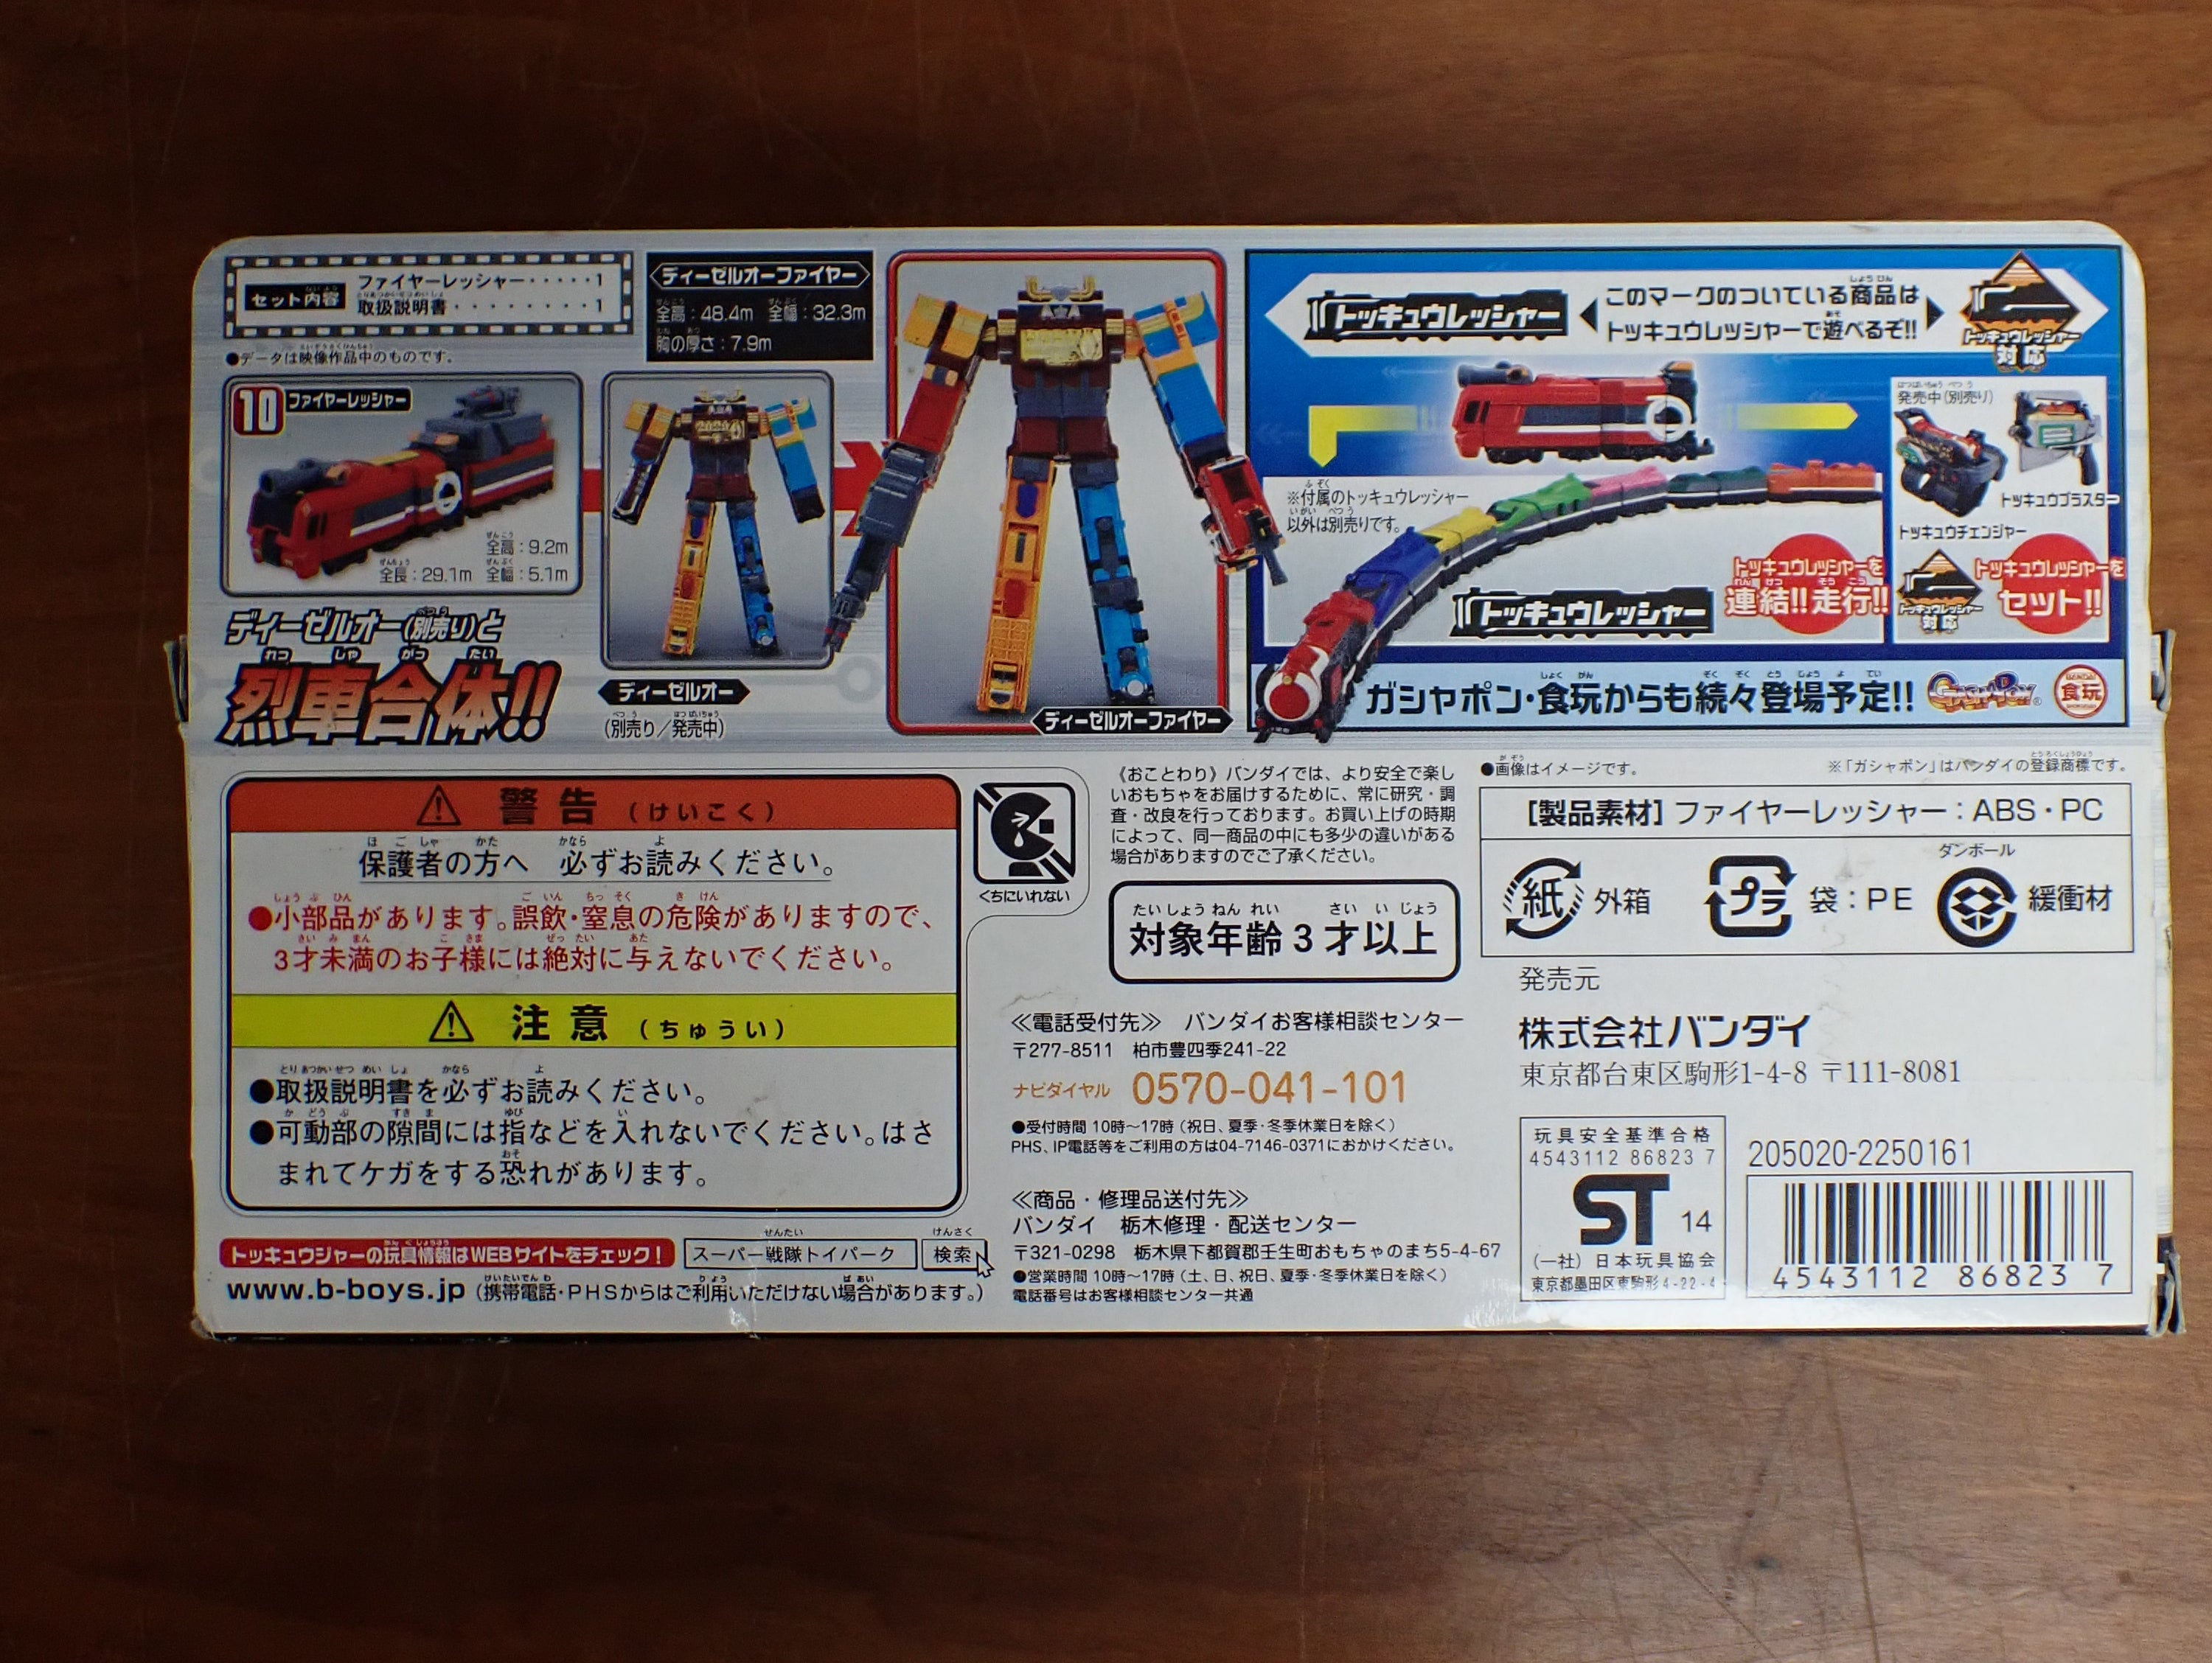 セット内容
ファイヤーレッシャー・・・・・1
取扱説明書・・・・・・・・1
●データは映像作品中のものです。
10 ファイヤーレッシャー
全高：9.2m
全長：29.1m 全幅：5.1m
ディーゼルオー(別売り)と
烈車合体!!
ディーゼルオーファイヤー
全高：48.4m 全幅：32.3m
胸の厚さ：7.9m
ディーゼルオー
(別売り／発売中)
ディーゼルオーファイヤー
トッキュウレッシャー
このマークのついている商品は
トッキュウレッシャーで遊べるぞ!!
トッキュウレッシャー
対応
※付属のトッキュウレッシャー
以外は別売りです。
トッキュウレッシャー
トッキュウレッシャーを
連結!! 走行!!
発売中(別売り)
トッキュウブラスター
トッキュウチェンジャー
トッキュウレッシャー
対応
トッキュウレッシャーを
セット!!
ガシャポン・食玩からも続々登場予定!!
GASHAPON®
BANDAI
食玩
警告（けいこく）
保護者の方へ 必ずお読みください。
●小部品があります。誤飲・窒息の危険がありますので、
3才未満のお子様には絶対に与えないでください。
注意（ちゅうい）
●取扱説明書を必ずお読みください。
●可動部の隙間には指などを入れないでください。はさ
まれてケガをする恐れがあります。
くちにいれない
トッキュウジャーの玩具情報はWEBサイトをチェック！
スーパー戦隊トイパーク 検索
www.b-boys.jp（携帯電話・PHSからはご利用いただけない場合があります。）
《おことわり》バンダイでは、より安全で楽し
いおもちゃをお届けするために、常に研究・調
査・改良を行っております。お買い上げの時期
によって、同一商品の中にも多少の違いがある
場合がありますのでご了承ください。
対象年齢3才以上
≪電話受付先≫ バンダイお客様相談センター
〒277-8511 柏市豊四季241-22
ナビダイヤル 0570-041-101
●受付時間 10時～17時（祝日、夏季・冬季休業日を除く）
PHS、IP電話等をご利用の方は04-7146-0371におかけください。
≪商品・修理品送付先≫
バンダイ 栃木修理・配送センター
〒321-0298 栃木県下都賀郡壬生町おもちゃのまち5-4-67
●営業時間 10時～17時（土、日、祝日、夏季・冬季休業日を除く）
電話番号はお客様相談センター共通
●画像はイメージです。
※「ガシャポン」はバンダイの登録商標です。
［製品素材］ファイヤーレッシャー：ABS・PC
紙 外箱
プラ 袋：PE
ダンボール
緩衝材
発売元
株式会社バンダイ
東京都台東区駒形1-4-8 〒111-8081
玩具安全基準合格
4543112 86823 7
ST 14
（一社）日本玩具協会
東京都墨田区東駒形4-22-4
205020-2250161
4543112 86823 7